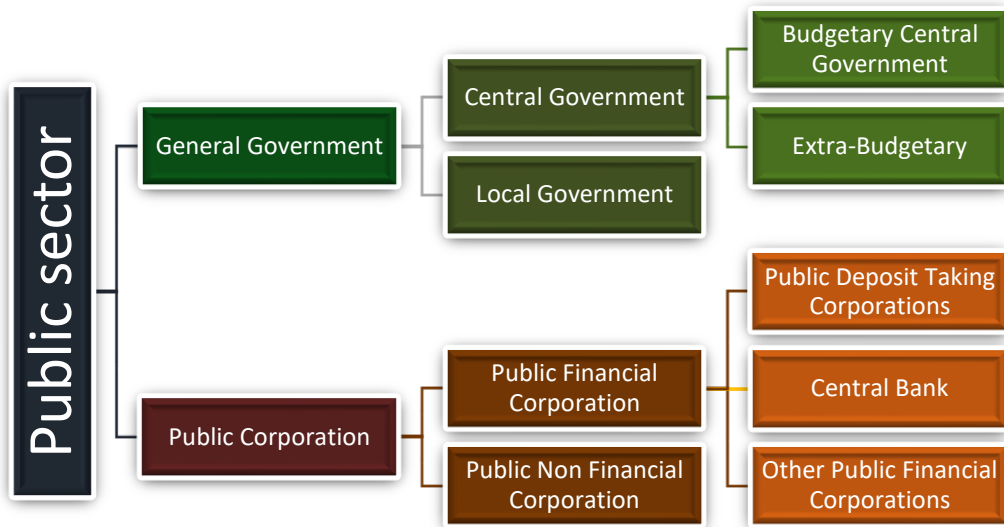 Public sector
General Government
Central Government
Budgetary Central
Government
Extra-Budgetary
Local Government
Public Corporation
Public Financial
Corporation
Public Deposit Taking
Corporations
Central Bank
Other Public Financial
Corporations
Public Non Financial
Corporation